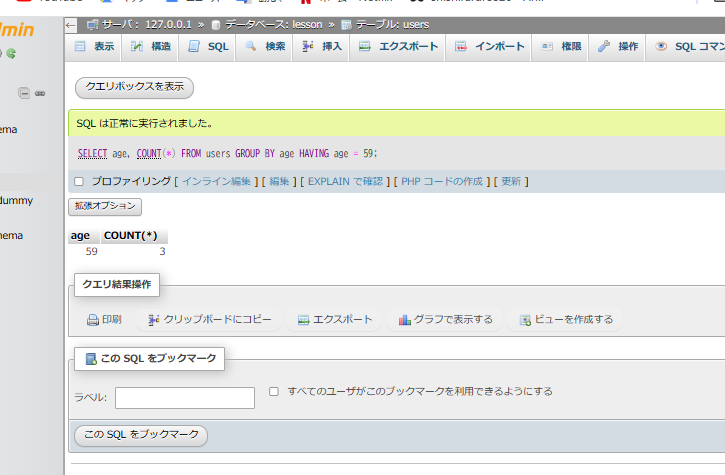 dmin
サーバ: 127.0.0.1 » データベース: lesson » テーブル: users
表示 構造 SQL 検索 挿入 エクスポート インポート 権限 操作 SQL コマン
クエリボックスを表示
ema
SQL は正常に実行されました。
SELECT age, COUNT(*) FROM users GROUP BY age HAVING age = 59;
プロファイリング [ インライン編集 ] [ 編集 ] [ EXPLAIN で確認 ] [ PHP コードの作成 ] [ 更新 ]
dummy
拡張オプション
nema
age COUNT(*)
59 3
クエリ結果操作
印刷 クリップボードにコピー エクスポート グラフで表示する ビューを作成する
この SQL をブックマーク
ラベル: すべてのユーザがこのブックマークを利用できるようにする
この SQL をブックマーク